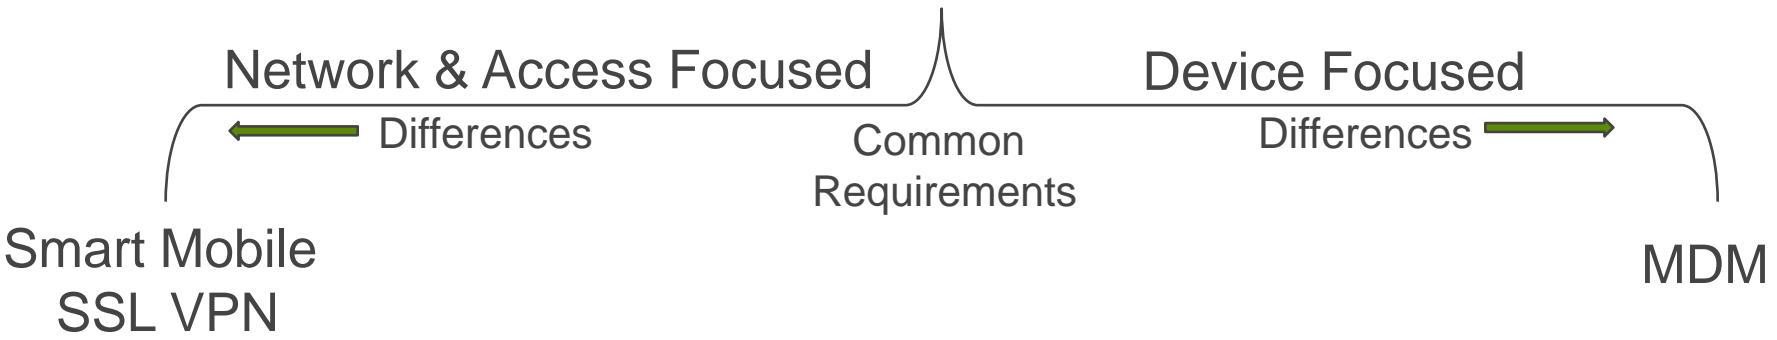 Network & Access Focused
Device Focused
Differences
Common
Requirements
Differences
Smart Mobile
SSL VPN
MDM